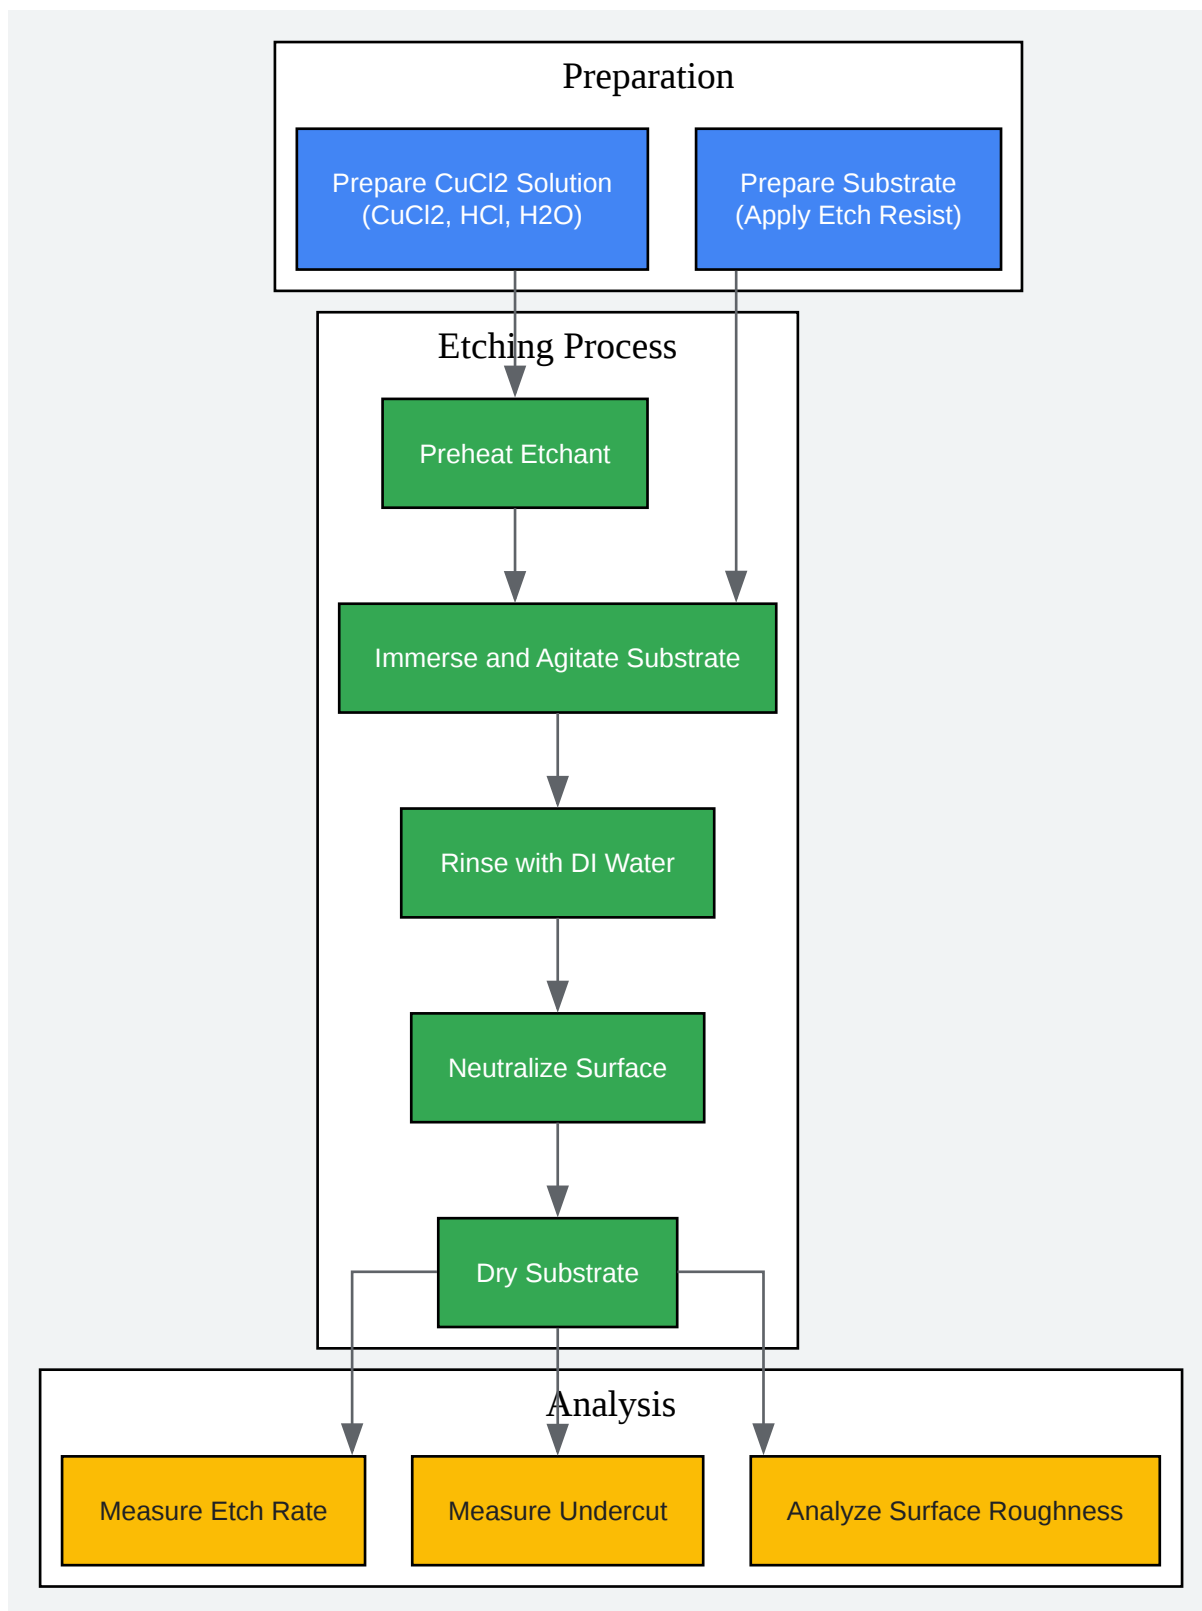 Preparation
Prepare CuCl2 Solution
(CuCl2, HCl, H2O)
Prepare Substrate
(Apply Etch Resist)
Etching Process
Preheat Etchant
Immerse and Agitate Substrate
Rinse with DI Water
Neutralize Surface
Dry Substrate
Analysis
Measure Etch Rate
Measure Undercut
Analyze Surface Roughness